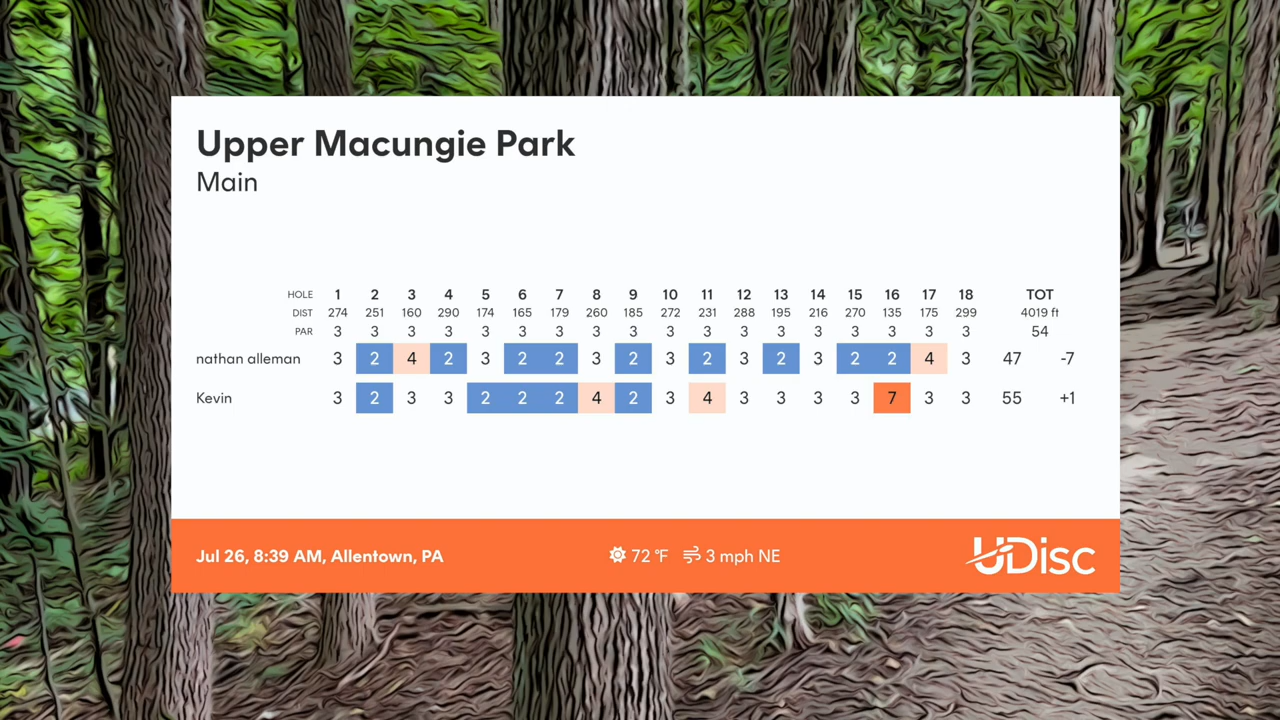 Upper Macungie Park
Main
HOLE 1 2 3 4 5 6 7 8 9 10 11 12 13 14 15 16 17 18 TOT
DIST 274 251 160 290 174 165 179 260 185 272 231 288 195 216 270 135 175 299 4019 ft
PAR 3 3 3 3 3 3 3 3 3 3 3 3 3 3 3 3 3 3 54
nathan alleman 3 2 4 2 3 2 2 3 2 3 2 3 2 3 2 2 4 3 47 -7
Kevin 3 2 3 3 2 2 2 4 2 3 4 3 3 3 3 7 3 3 55 +1
Jul 26, 8:39 AM, Allentown, PA 72 °F 3 mph NE UDisc